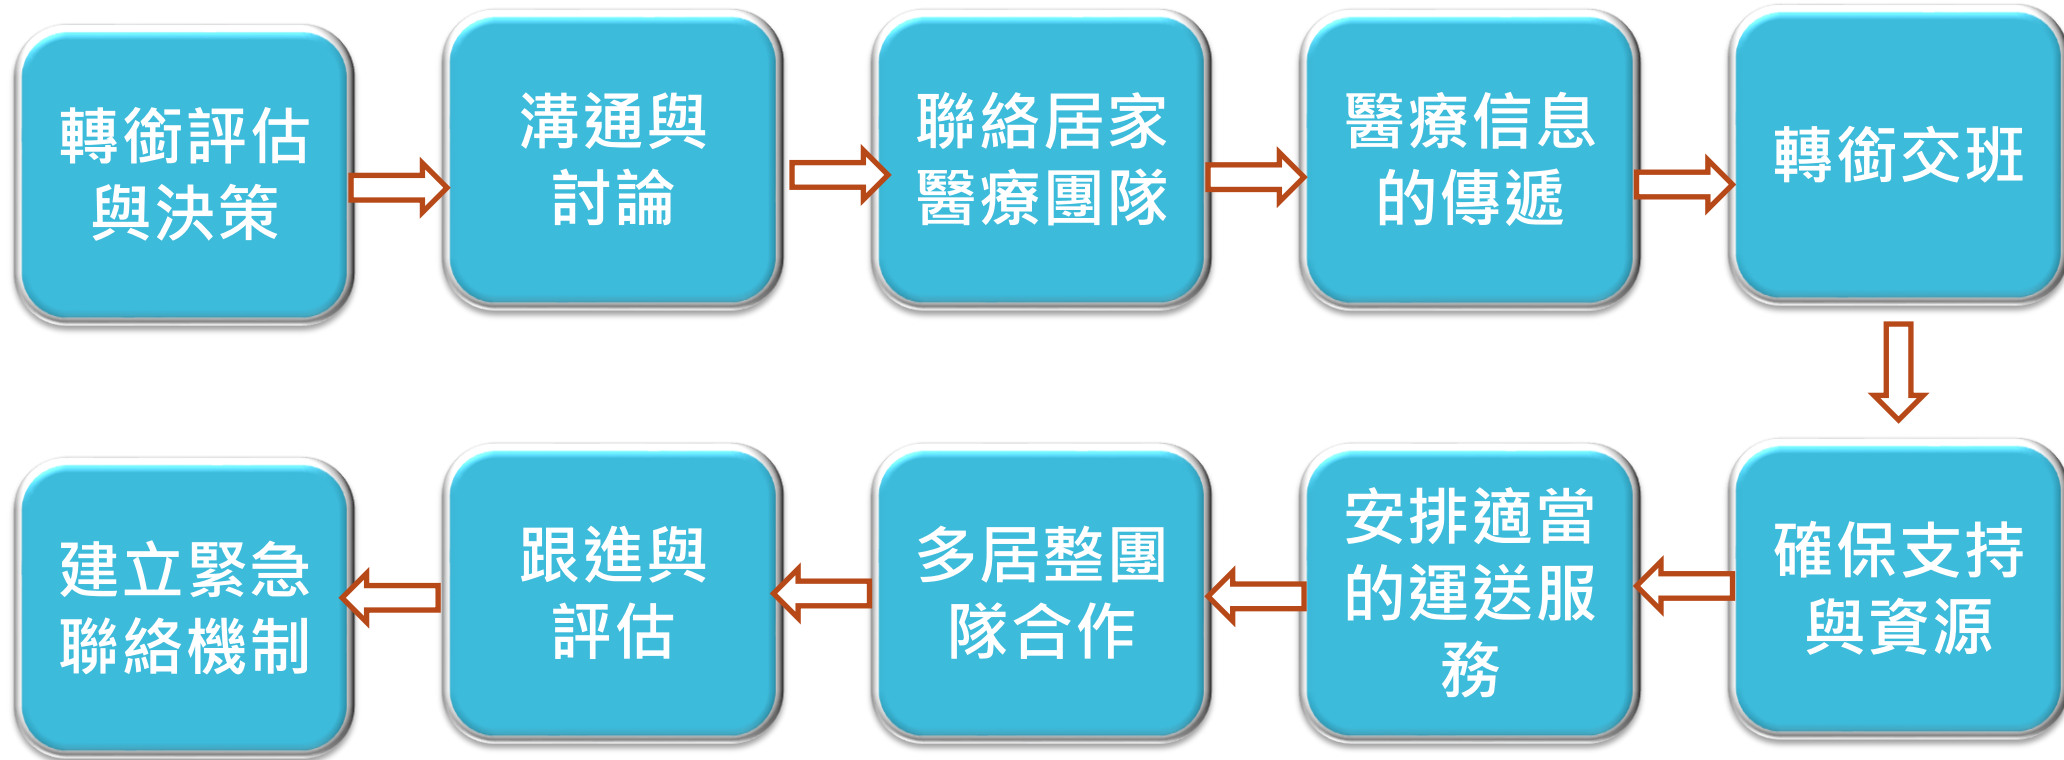 轉銜評估
與決策
溝通與
討論
聯絡居家
醫療團隊
醫療信息
的傳遞
轉銜交班
確保支持
與資源
安排適當
的運送服
務
多居整團
隊合作
跟進與
評估
建立緊急
聯絡機制